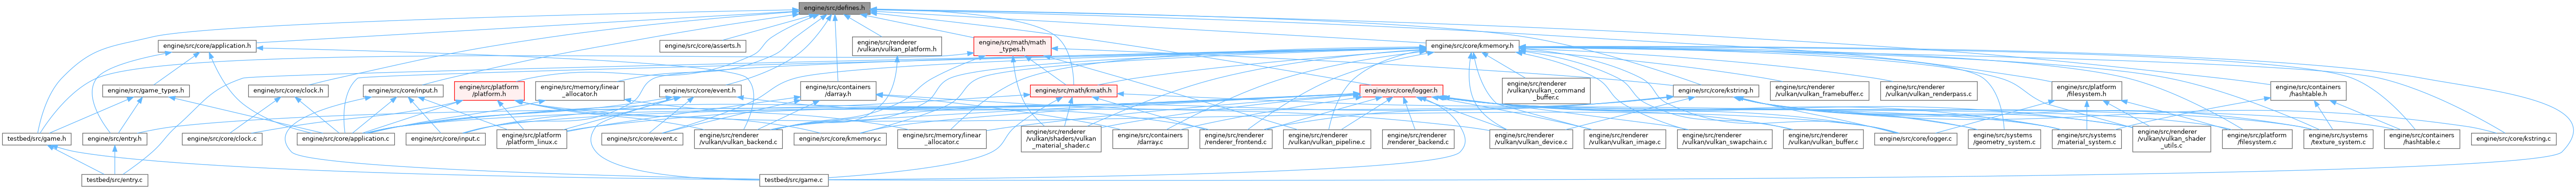 engine/src/defines.h
engine/src/core/application.h
engine/src/core/asserts.h
engine/src/renderer
/vulkan/vulkan_platform.h
engine/src/math/math
_types.h
engine/src/core/kmemory.h
engine/src/game_types.h
engine/src/core/clock.h
engine/src/core/input.h
engine/src/platform
/platform.h
engine/src/memory/linear
_allocator.h
engine/src/core/event.h
engine/src/containers
/darray.h
engine/src/math/kmath.h
engine/src/core/logger.h
engine/src/renderer
/vulkan/vulkan_command
_buffer.c
engine/src/core/kstring.h
engine/src/renderer
/vulkan/vulkan_framebuffer.c
engine/src/renderer
/vulkan/vulkan_renderpass.c
engine/src/platform
/filesystem.h
engine/src/containers
/hashtable.h
testbed/src/game.h
engine/src/entry.h
engine/src/core/clock.c
engine/src/core/application.c
engine/src/core/input.c
engine/src/platform
/platform_linux.c
engine/src/core/event.c
engine/src/renderer
/vulkan/vulkan_backend.c
engine/src/core/kmemory.c
engine/src/memory/linear
_allocator.c
engine/src/renderer
/vulkan/shaders/vulkan
_material_shader.c
engine/src/containers
/darray.c
engine/src/renderer
/renderer_frontend.c
engine/src/renderer
/vulkan/vulkan_pipeline.c
engine/src/renderer
/renderer_backend.c
engine/src/renderer
/vulkan/vulkan_device.c
engine/src/renderer
/vulkan/vulkan_image.c
engine/src/renderer
/vulkan/vulkan_swapchain.c
engine/src/renderer
/vulkan/vulkan_buffer.c
engine/src/core/logger.c
engine/src/systems
/geometry_system.c
engine/src/systems
/material_system.c
engine/src/renderer
/vulkan/vulkan_shader
_utils.c
engine/src/platform
/filesystem.c
engine/src/systems
/texture_system.c
engine/src/containers
/hashtable.c
engine/src/core/kstring.c
testbed/src/entry.c
testbed/src/game.c